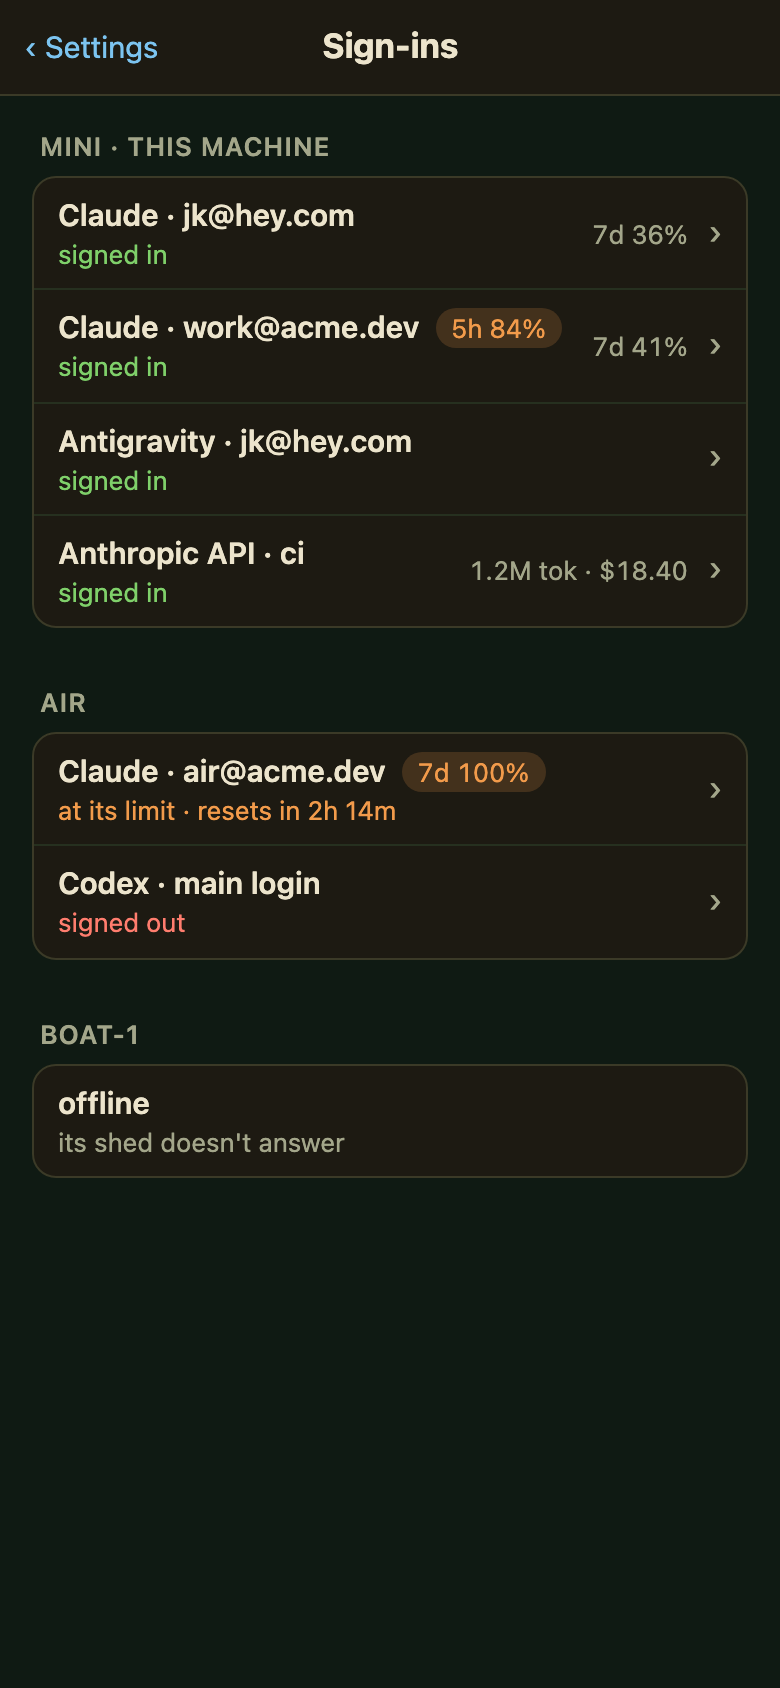 ‹ Settings
Sign-ins
MINI · THIS MACHINE
Claude · jk@hey.com
signed in
7d 36% ›
Claude · work@acme.dev 5h 84%
signed in
7d 41% ›
Antigravity · jk@hey.com
signed in
›
Anthropic API · ci
signed in
1.2M tok · $18.40 ›
AIR
Claude · air@acme.dev 7d 100%
at its limit · resets in 2h 14m
›
Codex · main login
signed out
›
BOAT-1
offline
its shed doesn't answer